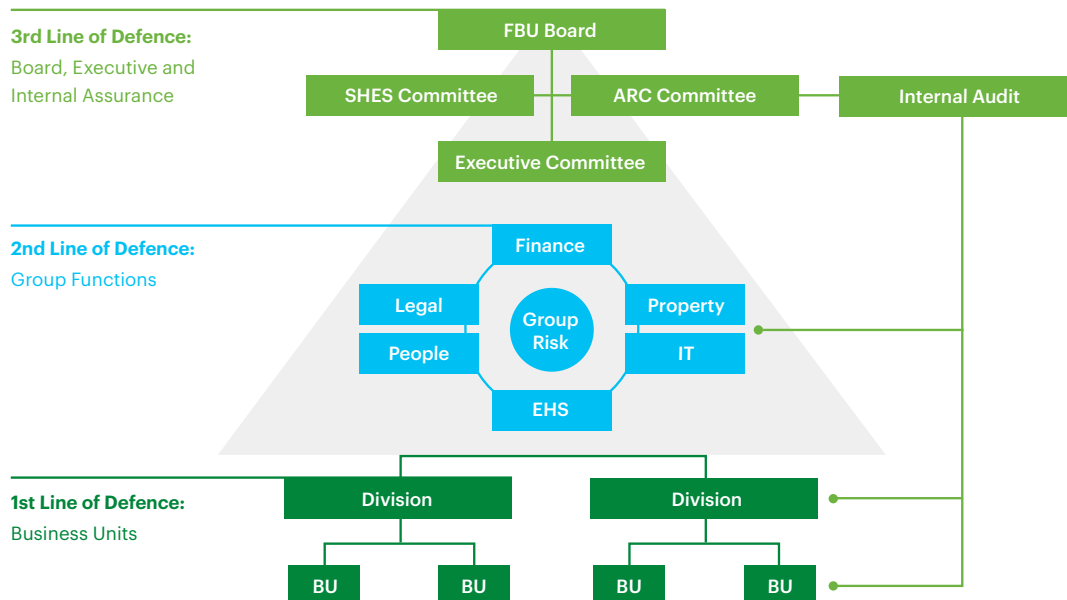 3rd Line of Defence:
Board, Executive and
Internal Assurance
FBU Board
SHES Committee
ARC Committee
Internal Audit
Executive Committee
2nd Line of Defence:
Group Functions
Finance
Legal
Property
Group
Risk
People
IT
EHS
1st Line of Defence:
Business Units
Division
Division
BU
BU
BU
BU